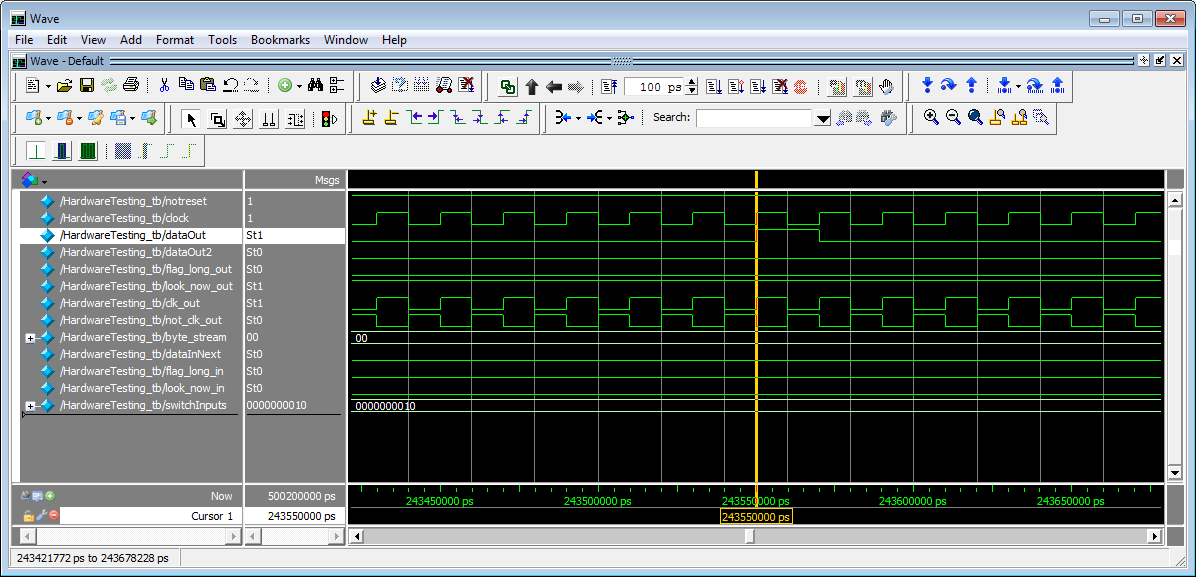 Wave
File Edit View Add Format Tools Bookmarks Window Help
Wave - Default
100 ps
Search:
Msgs
/HardwareTesting_tb/notreset 1
/HardwareTesting_tb/clock 1
/HardwareTesting_tb/dataOut St1
/HardwareTesting_tb/dataOut2 St0
/HardwareTesting_tb/flag_long_out St0
/HardwareTesting_tb/look_now_out St1
/HardwareTesting_tb/clk_out St1
/HardwareTesting_tb/not_clk_out St0
/HardwareTesting_tb/byte_stream 00 00
/HardwareTesting_tb/dataInNext St0
/HardwareTesting_tb/flag_long_in St0
/HardwareTesting_tb/look_now_in St0
/HardwareTesting_tb/switchInputs 0000000010 0000000010
Now 500200000 ps 243450000 ps 243500000 ps 243550000 ps 243600000 ps 243650000 ps
Cursor 1 243550000 ps 243550000 ps
243421772 ps to 243678228 ps